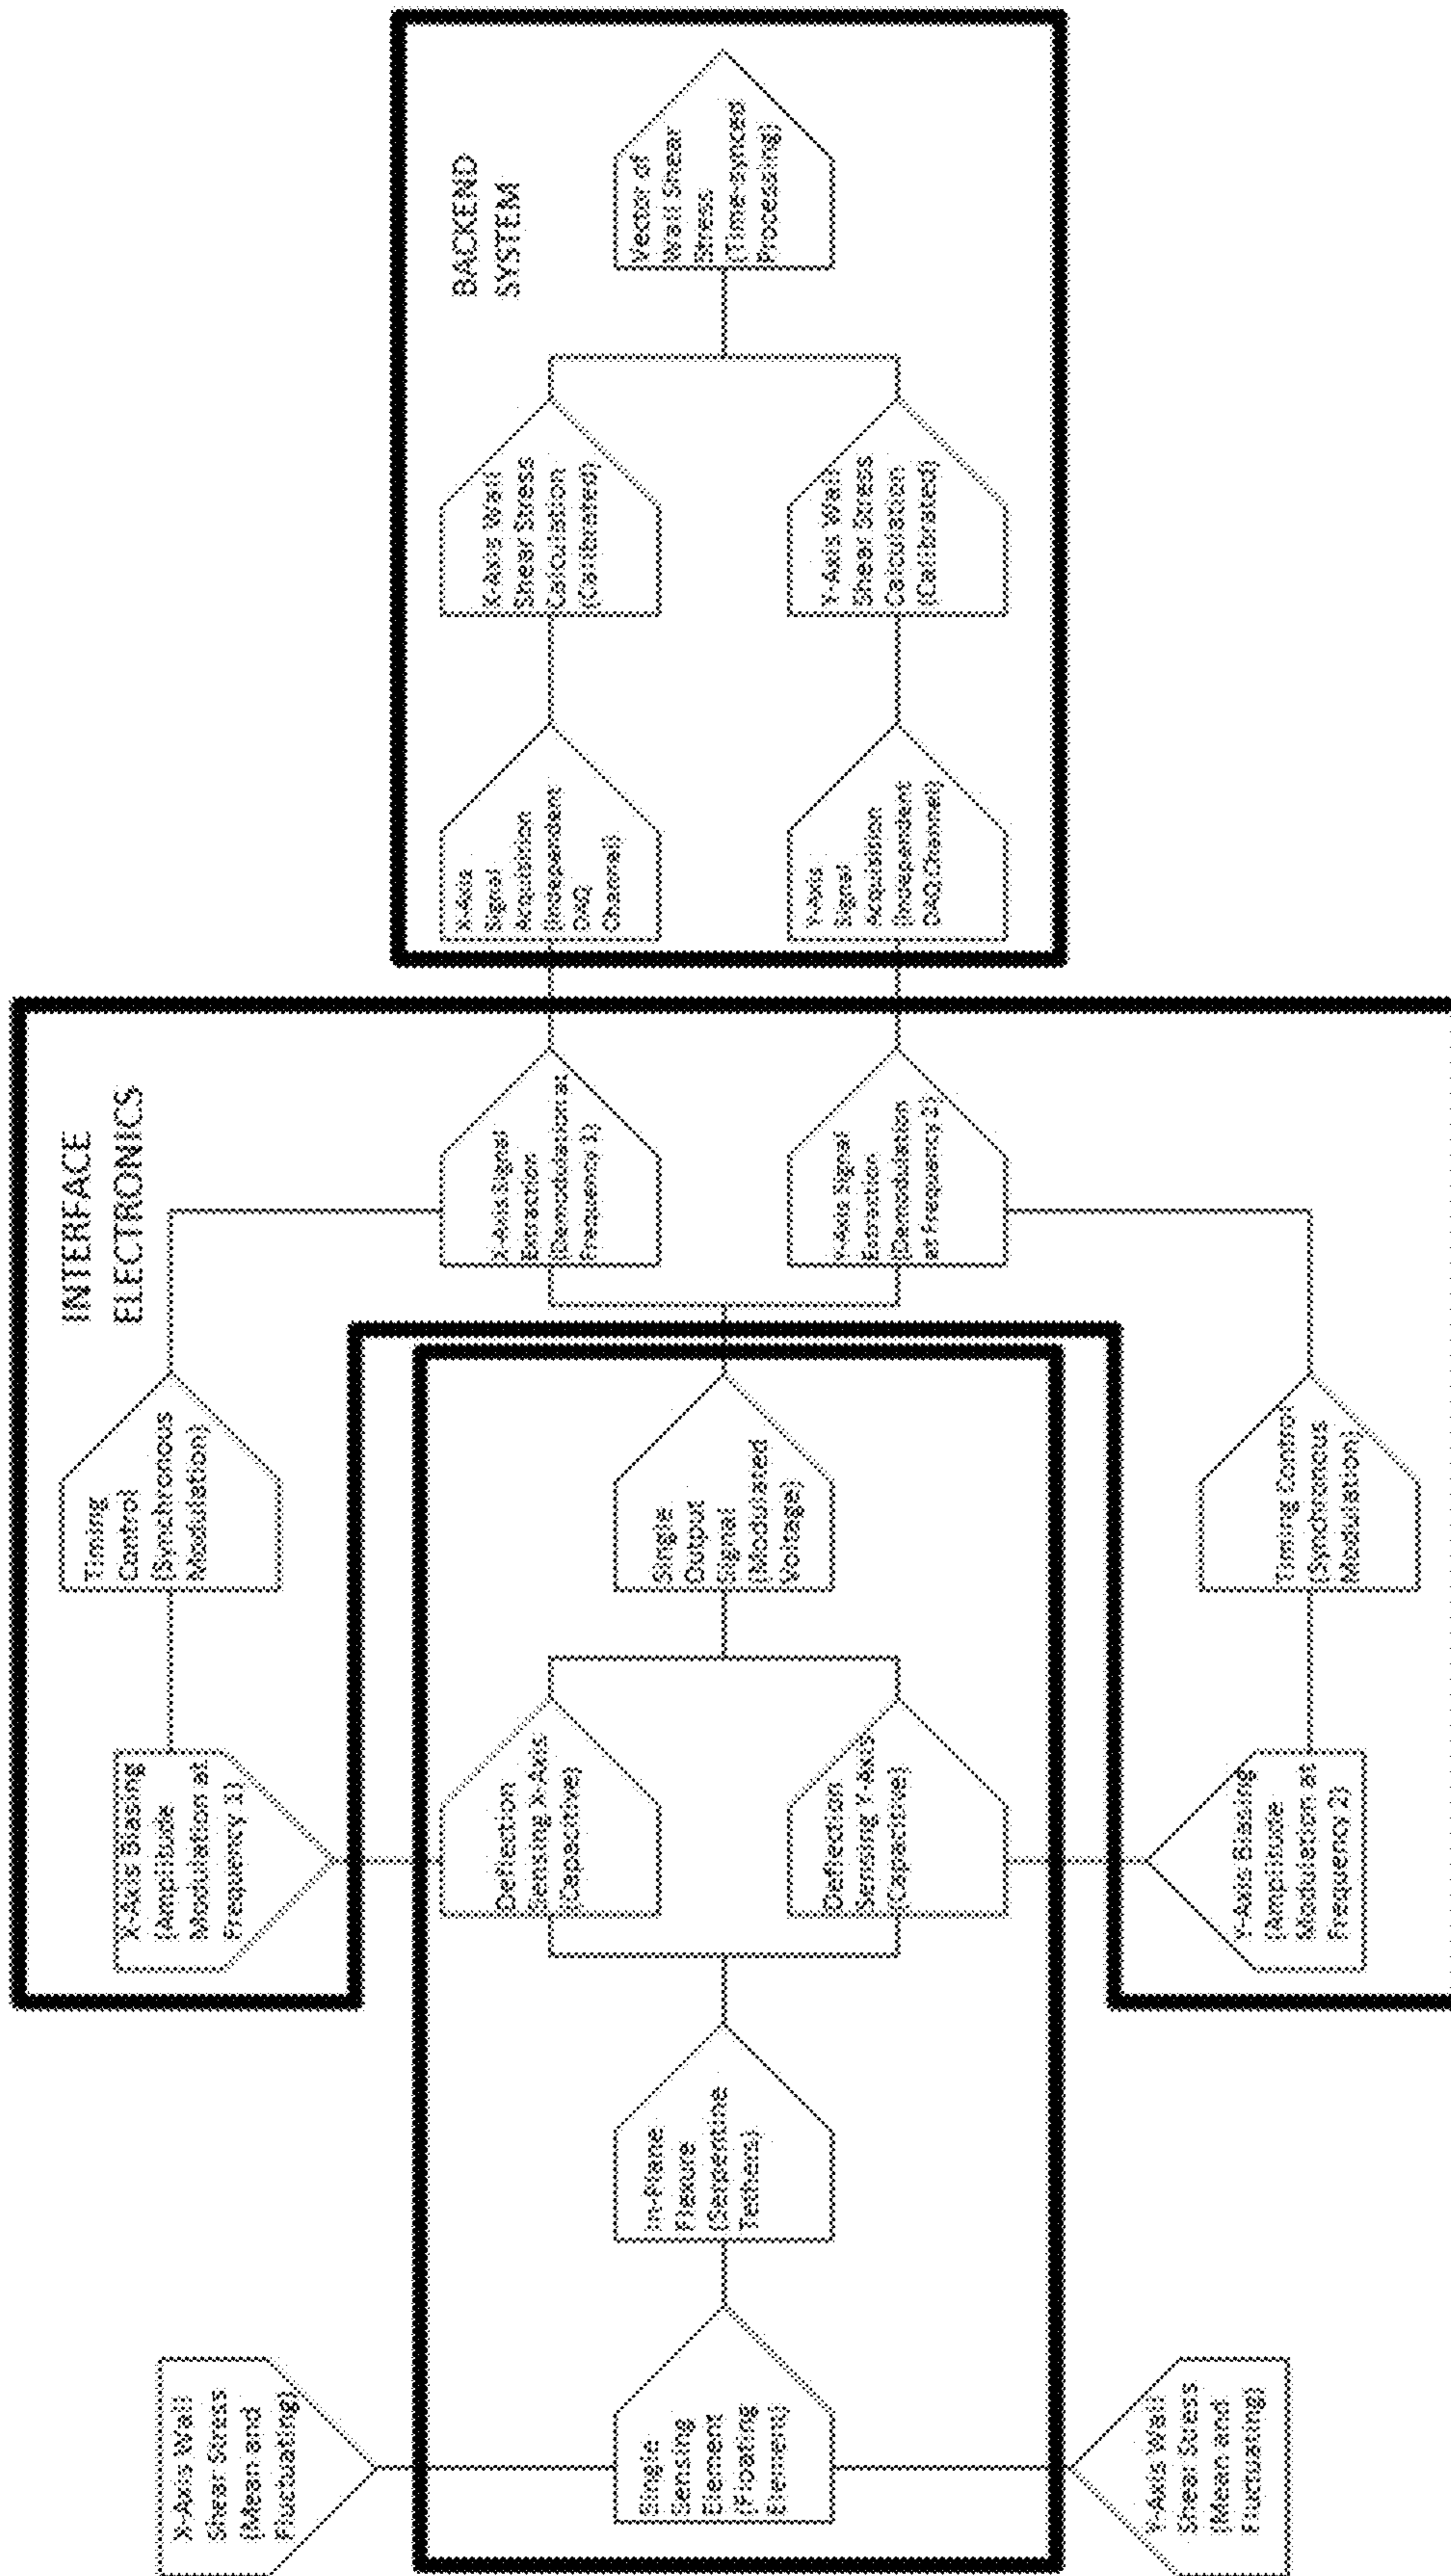 X-Axis Wall
Shear Stress
(Mean and
Fluctuating)
Y-Axis Wall
Shear Stress
(Mean and
Fluctuating)
Single
Sensing
Element
(Floating
Element)
In-Plane
Flexure
(Serpentine
Tethers)
X-Axis Biasing
(Amplitude
Modulation at
Frequency 1)
Deflection
Sensing X-Axis
(Capacitive)
Deflection
Sensing Y-axis
(Capacitive)
Y-Axis Biasing
(Amplitude
Modulation at
Frequency 2)
Timing
Control
(Synchronous
Modulation)
Single
Output
Signal
(Modulated
Voltage)
Timing Control
(Synchronous
Modulation)
INTERFACE
ELECTRONICS
X-Axis Signal
Extraction
(Demodulation at
Frequency 1)
Y-Axis Signal
Extraction
(Demodulation
at Frequency 2)
X-Axis
Signal
Acquisition
(Independent
DAQ
Channel)
Y-Axis
Signal
Acquisition
(Independent
DAQ Channel)
X-Axis Wall
Shear Stress
Calculation
(Calibrated)
Y-Axis Wall
Shear Stress
Calculation
(Calibrated)
BACKEND
SYSTEM
Vector of
Wall Shear
Stress
(Time-synced
Processing)